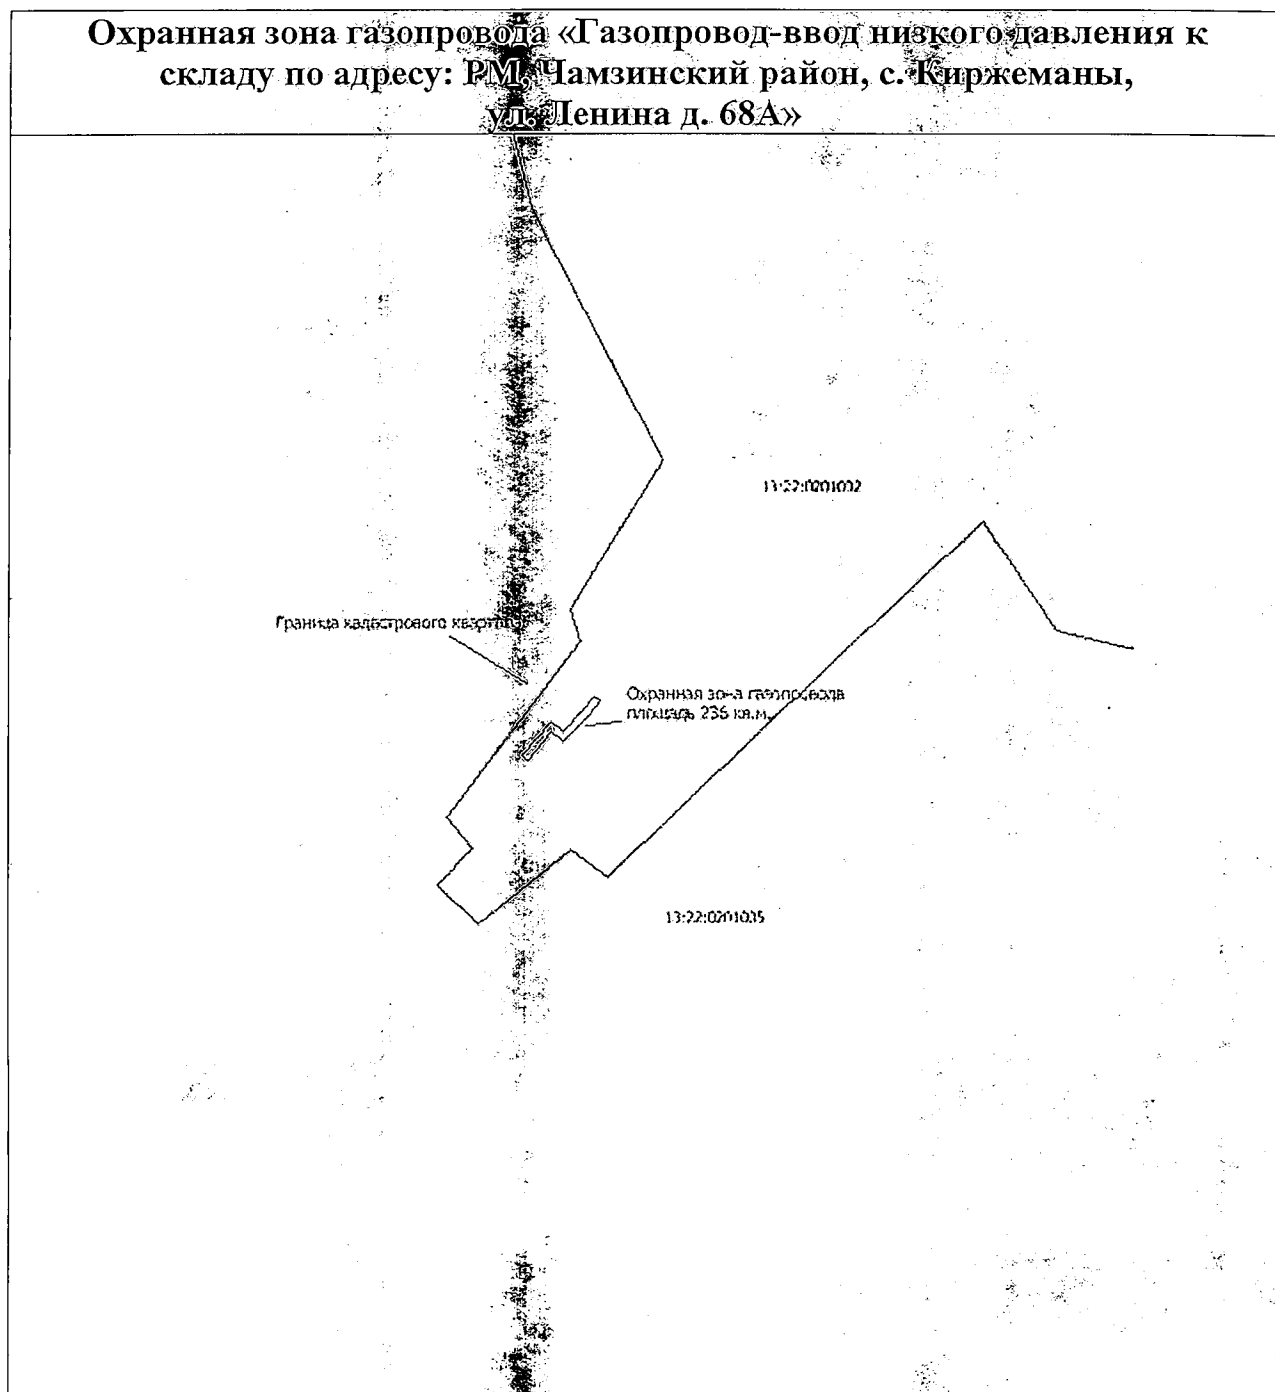 Охранная зона газопровода «Газопровод-ввод низкого давления к
складу по адресу: РМ, Чамзинский район, с. Киржеманы,
ул. Ленина д. 68А»
13:22:0201002
Граница кадастрового
Охранная зона газопровода
площадь 236 кв.м.
13:22:0201035